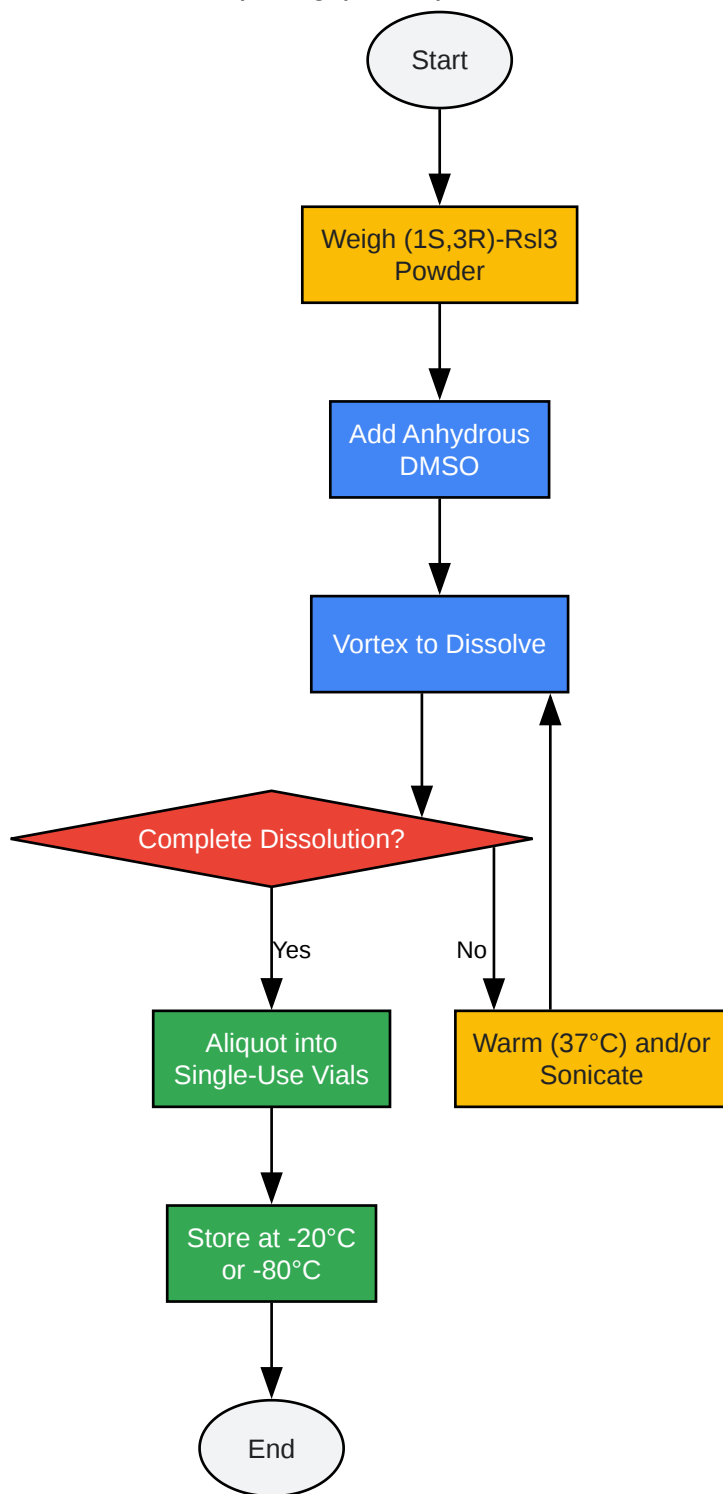 Start
Weigh (1S,3R)-Rsl3
Powder
Add Anhydrous
DMSO
Vortex to Dissolve
Complete Dissolution?
Yes
No
Aliquot into
Single-Use Vials
Warm (37°C) and/or
Sonicate
Store at -20°C
or -80°C
End